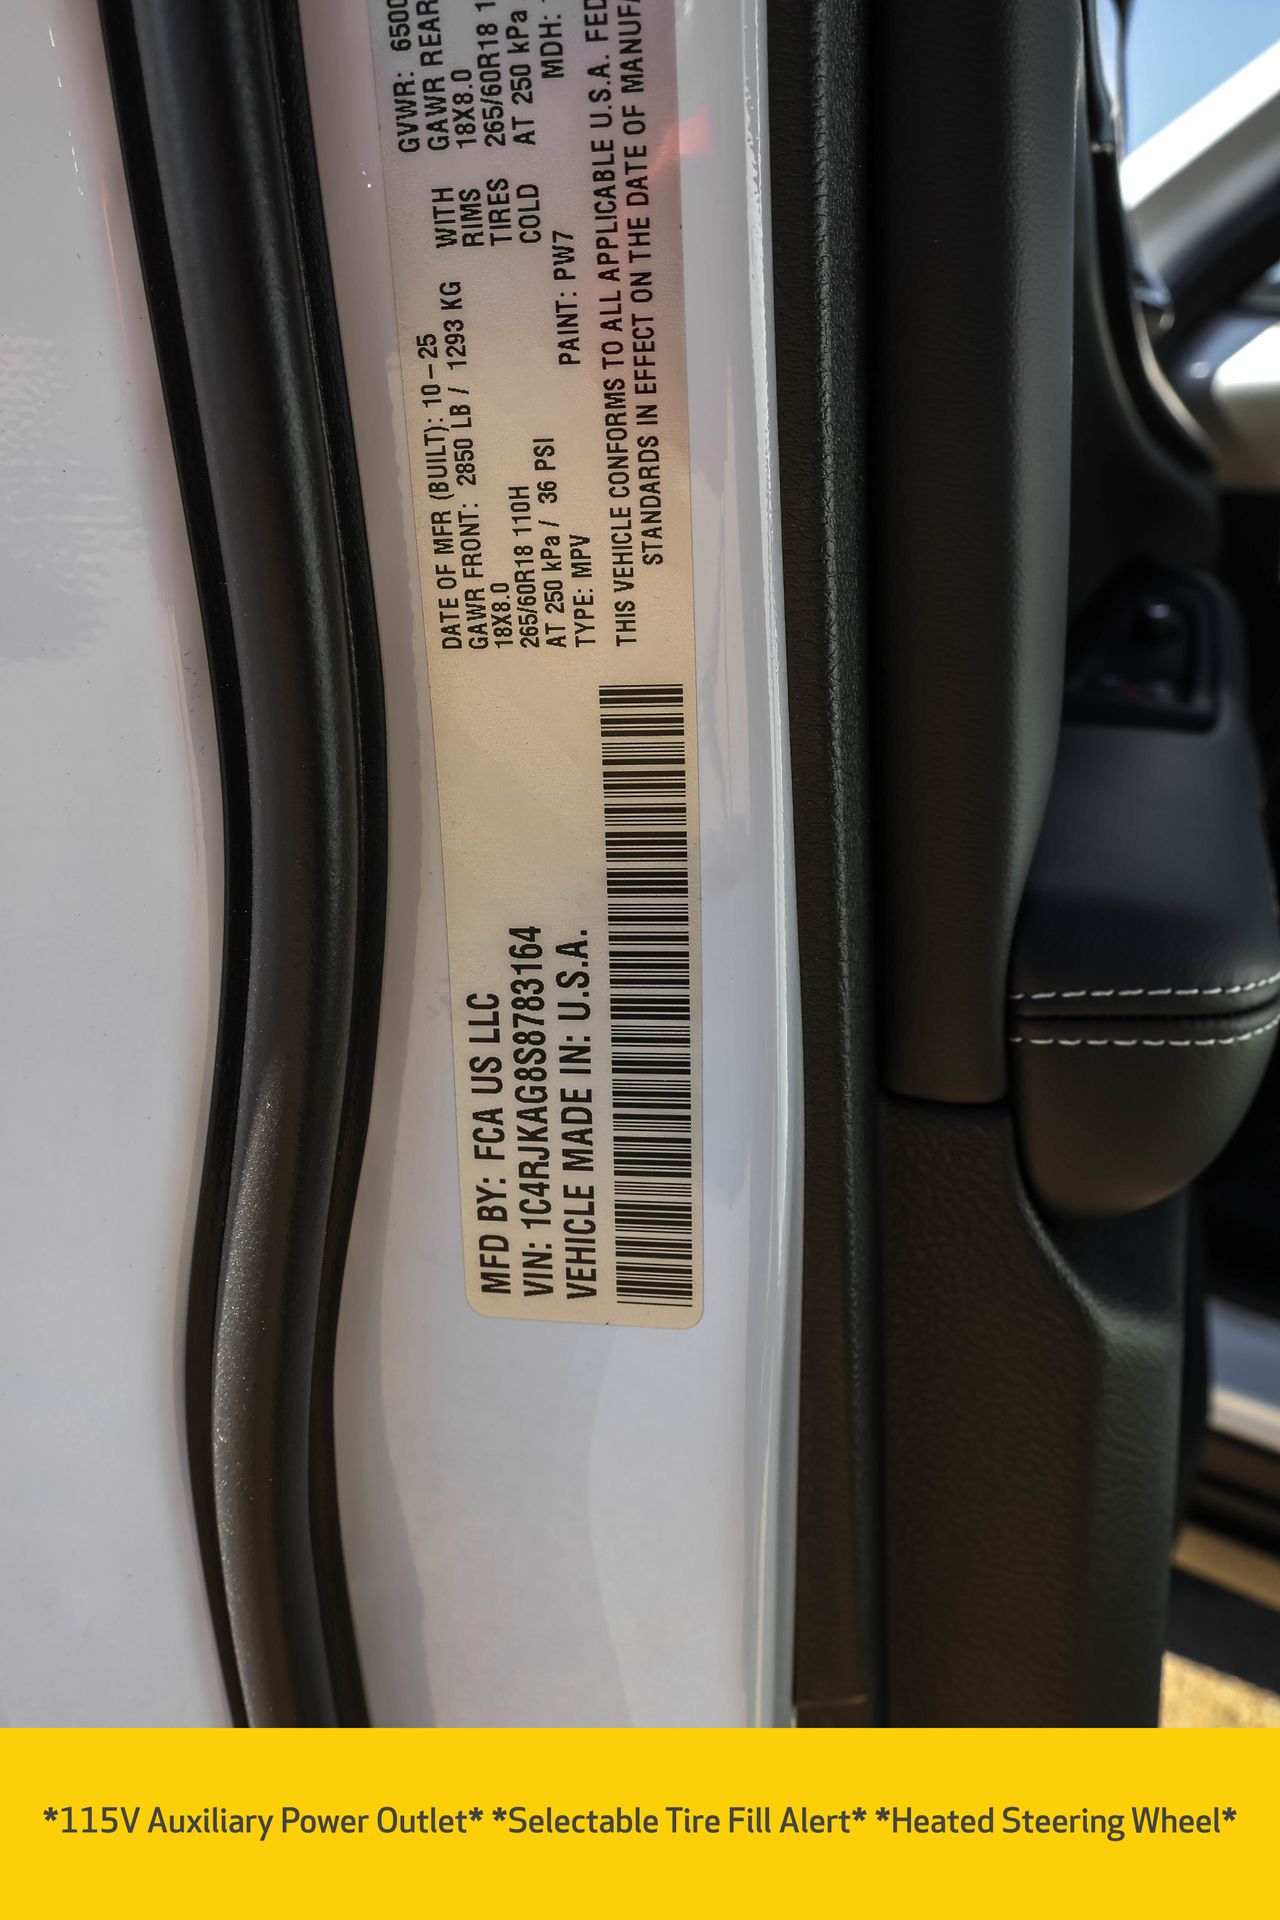 MFD BY: FCA US LLC
VIN: 1C4RJKAG8S8783164
VEHICLE MADE IN: U.S.A.
DATE OF MFR (BUILT): 10-25
GVWR: 6500
GAWR FRONT: 2850 LB / 1293 KG WITH GAWR REAR
18X8.0 RIMS 18X8.0
265/60R18 110H TIRES 265/60R18 1
AT 250 kPa / 36 PSI COLD AT 250 kPa
TYPE: MPV PAINT: PW7 MDH:
THIS VEHICLE CONFORMS TO ALL APPLICABLE U.S.A. FED
STANDARDS IN EFFECT ON THE DATE OF MANUFA
*115V Auxiliary Power Outlet* *Selectable Tire Fill Alert* *Heated Steering Wheel*